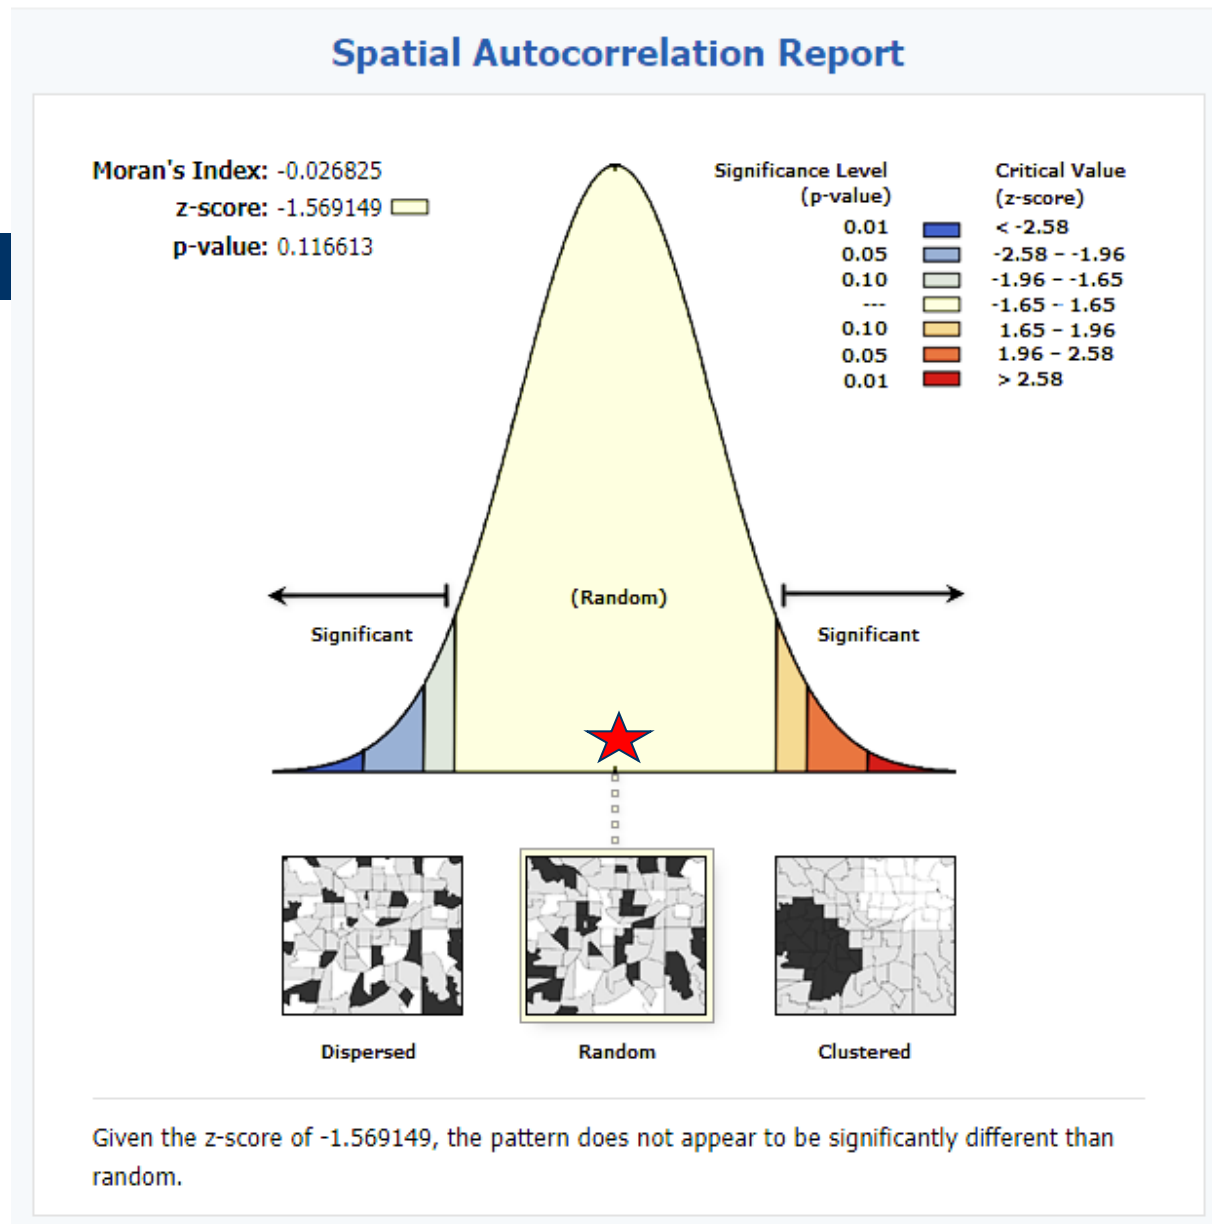 Spatial Autocorrelation Report
Moran's Index: -0.026825
z-score: -1.569149
p-value: 0.116613
Significance Level
(p-value)
Critical Value
(z-score)
0.01 < -2.58
0.05 -2.58 – -1.96
0.10 -1.96 – -1.65
--- -1.65 - 1.65
0.10 1.65 – 1.96
0.05 1.96 – 2.58
0.01 > 2.58
(Random)
Significant
Significant
Dispersed
Random
Clustered
Given the z-score of -1.569149, the pattern does not appear to be significantly different than
random.